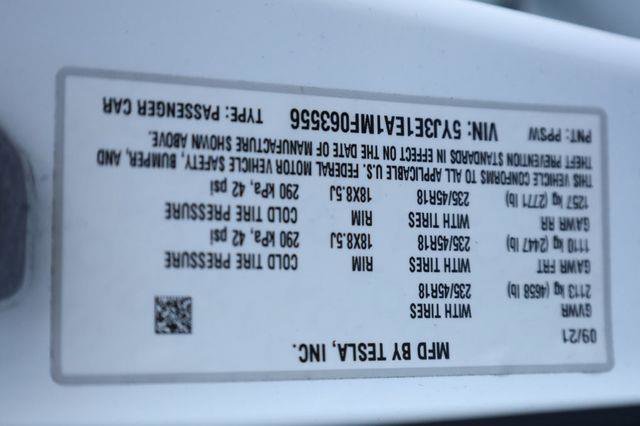 MFD BY TESLA, INC.
09/21
GVWR
2113 kg (4658 lb) WITH TIRES 235/45R18
GAWR FRT WITH TIRES RIM COLD TIRE PRESSURE
1110 kg (2447 lb) 235/45R18 18X8.5J 290 kPa, 42 psi
GAWR RR WITH TIRES RIM COLD TIRE PRESSURE
1257 kg (2771 lb) 235/45R18 18X8.5J 290 kPa, 42 psi
THIS VEHICLE CONFORMS TO ALL APPLICABLE U.S. FEDERAL MOTOR VEHICLE SAFETY, BUMPER, AND
THEFT PREVENTION STANDARDS IN EFFECT ON THE DATE OF MANUFACTURE SHOWN ABOVE.
PNT: PPSW VIN: 5YJ3E1EA1MF063556 TYPE: PASSENGER CAR